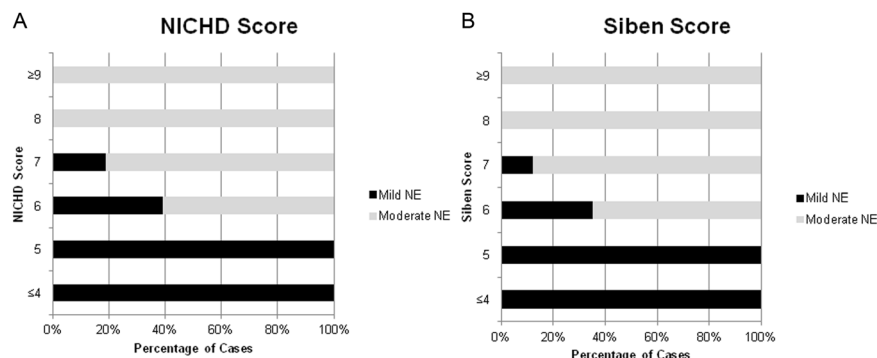 A
NICHD Score
≥9
8
7
6
5
≤4
NICHD Score
0% 20% 40% 60% 80% 100%
Percentage of Cases
Mild NE
Moderate NE
B
Siben Score
≥9
8
7
6
5
≤4
Siben Score
0% 20% 40% 60% 80% 100%
Percentage of Cases
Mild NE
Moderate NE